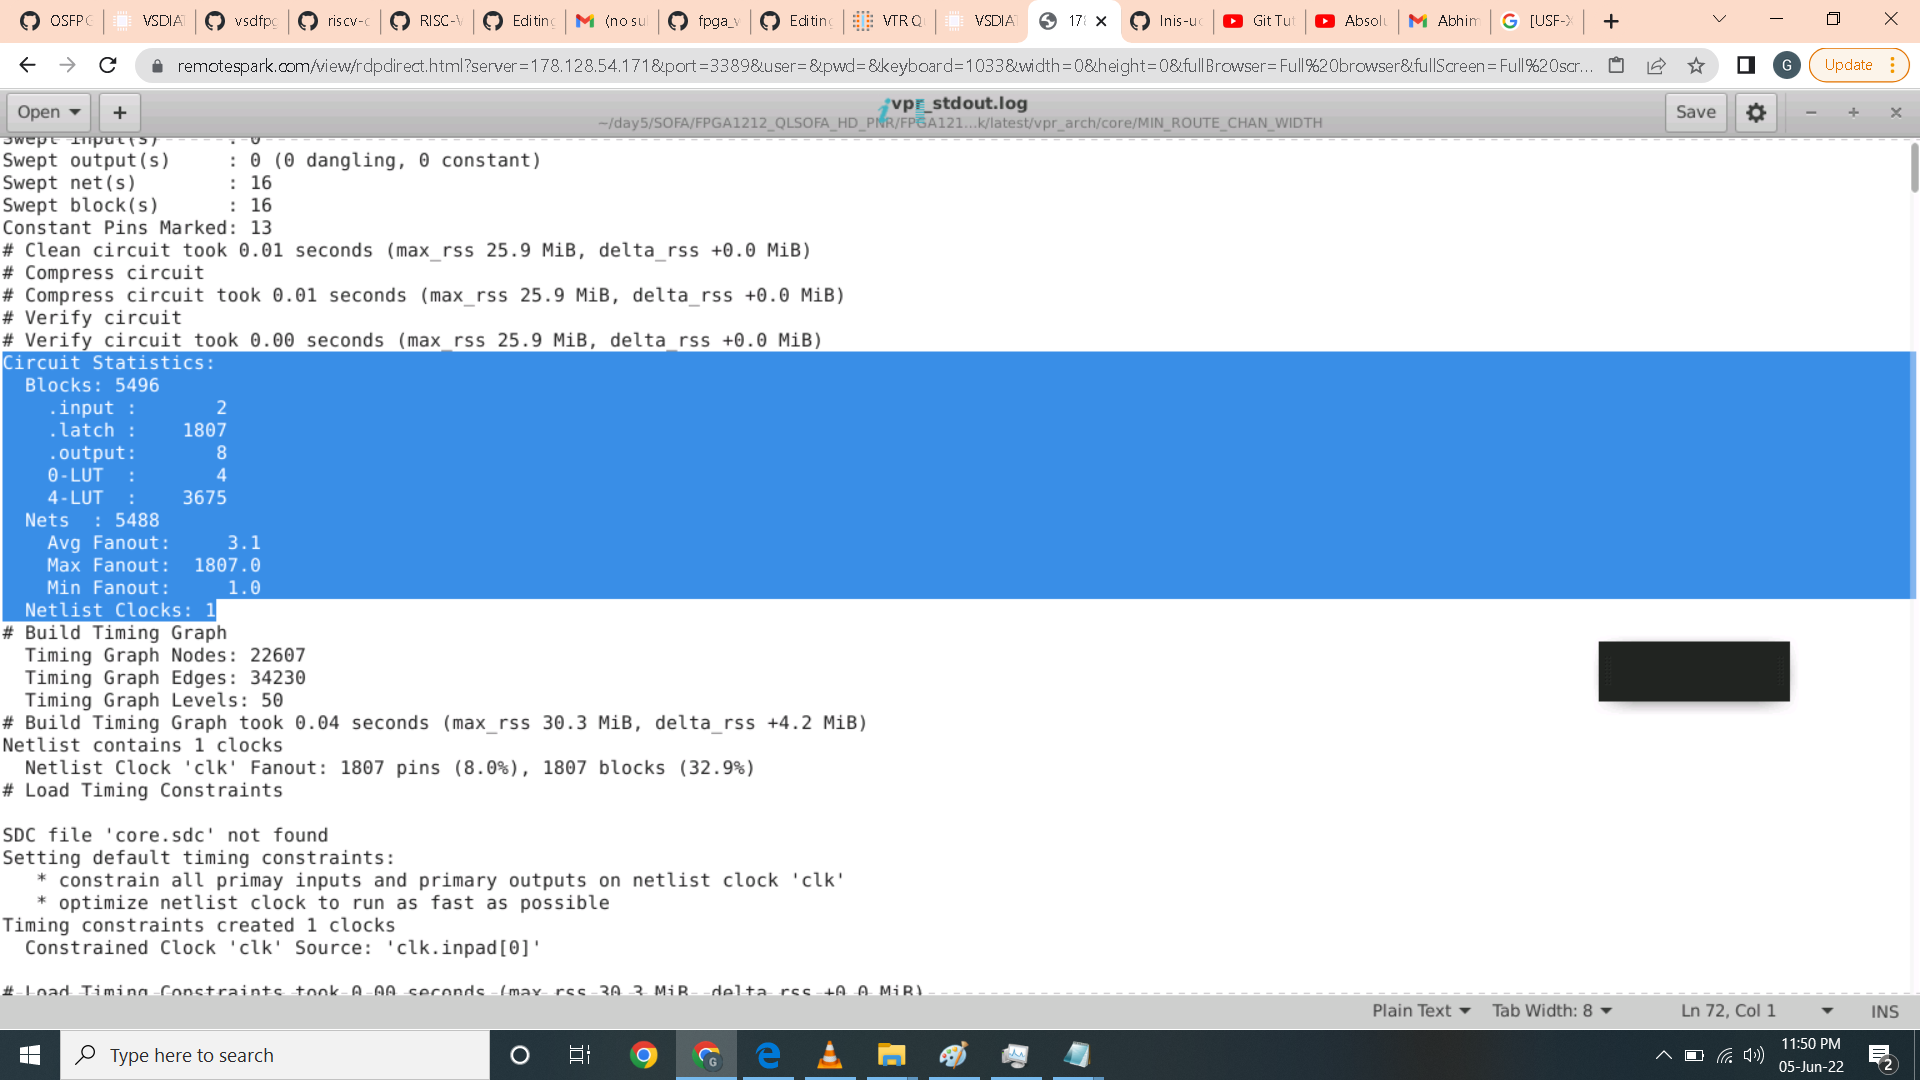 OSFPG
VSDIAT
vsdfpg
riscv-c
RISC-V
Editing
(no su
fpga_v
Editing
VTR Q
VSDIAT
178
Inis-uc
Git Tut
Absolu
Abhim
[USF-X
remotespark.com/view/rdpdirect.html?server=178.128.54.171&port=3389&user=&pwd=&keyboard=1033&width=0&height=0&fullBrowser=Full%20browser&fullScreen=Full%20scr...
G
Update
Open
vpr_stdout.log
~/day5/SOFA/FPGA1212_QLSOFA_HD_PNR/FPGA121...k/latest/vpr_arch/core/MIN_ROUTE_CHAN_WIDTH
Save
Swept input(s) : 0
Swept output(s) : 0 (0 dangling, 0 constant)
Swept net(s) : 16
Swept block(s) : 16
Constant Pins Marked: 13
# Clean circuit took 0.01 seconds (max_rss 25.9 MiB, delta_rss +0.0 MiB)
# Compress circuit
# Compress circuit took 0.01 seconds (max_rss 25.9 MiB, delta_rss +0.0 MiB)
# Verify circuit
# Verify circuit took 0.00 seconds (max_rss 25.9 MiB, delta_rss +0.0 MiB)
Circuit Statistics:
Blocks: 5496
.input : 2
.latch : 1807
.output: 8
0-LUT : 4
4-LUT : 3675
Nets : 5488
Avg Fanout: 3.1
Max Fanout: 1807.0
Min Fanout: 1.0
Netlist Clocks: 1
# Build Timing Graph
Timing Graph Nodes: 22607
Timing Graph Edges: 34230
Timing Graph Levels: 50
# Build Timing Graph took 0.04 seconds (max_rss 30.3 MiB, delta_rss +4.2 MiB)
Netlist contains 1 clocks
Netlist Clock 'clk' Fanout: 1807 pins (8.0%), 1807 blocks (32.9%)
# Load Timing Constraints
SDC file 'core.sdc' not found
Setting default timing constraints:
* constrain all primay inputs and primary outputs on netlist clock 'clk'
* optimize netlist clock to run as fast as possible
Timing constraints created 1 clocks
Constrained Clock 'clk' Source: 'clk.inpad[0]'
# Load Timing Constraints took 0.00 seconds (max_rss 30.3 MiB, delta_rss +0.0 MiB)
Plain Text
Tab Width: 8
Ln 72, Col 1
INS
Type here to search
11:50 PM
05-Jun-22
2